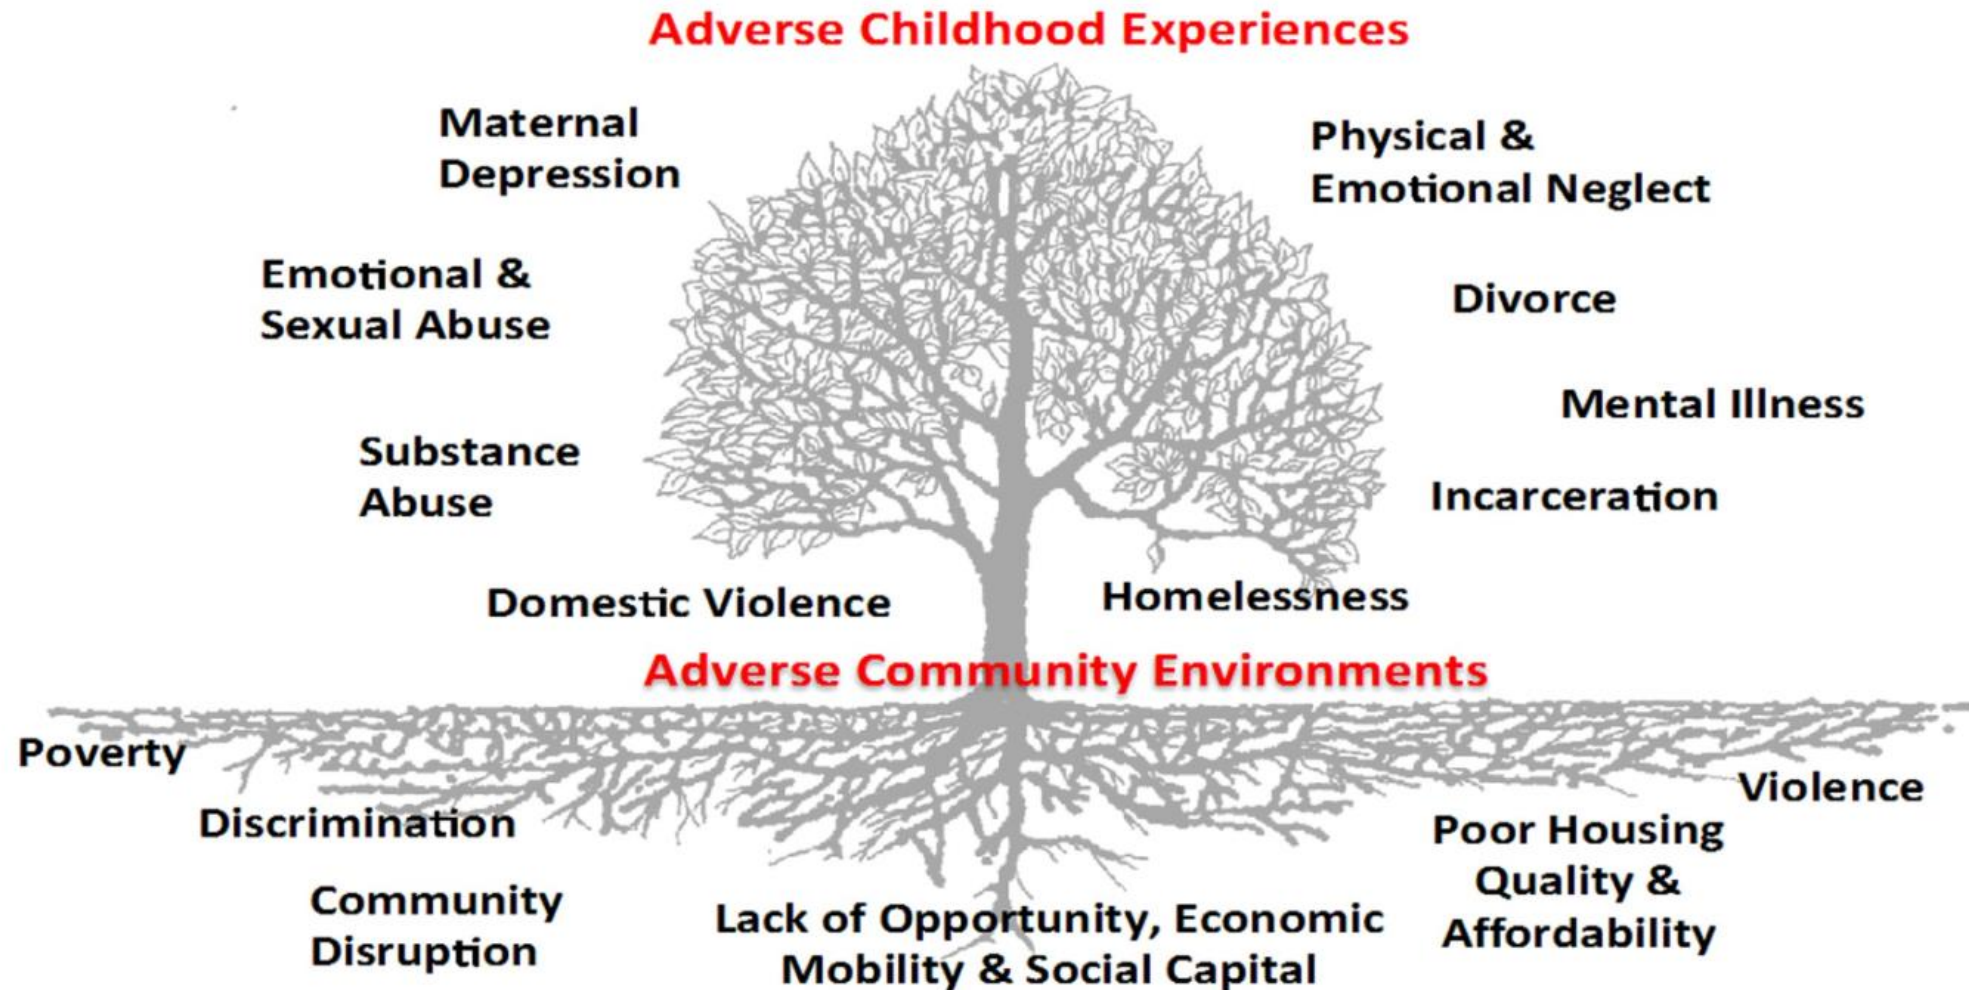 Adverse Childhood Experiences
Maternal
Depression
Physical &
Emotional Neglect
Emotional &
Sexual Abuse
Divorce
Mental Illness
Substance
Abuse
Incarceration
Domestic Violence
Homelessness
Adverse Community Environments
Poverty
Violence
Discrimination
Poor Housing
Quality &
Affordability
Community
Disruption
Lack of Opportunity, Economic
Mobility & Social Capital